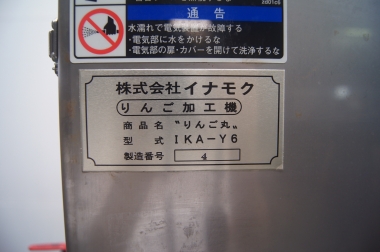 通告
水濡れで電気装置が故障する
・電気部に水をかけるな
・電気部の扉・カバーを開けて洗浄するな
株式会社イナモク
りんご加工機
商品名 〝りんご丸〟
型式 IKA-Y6
製造番号 4